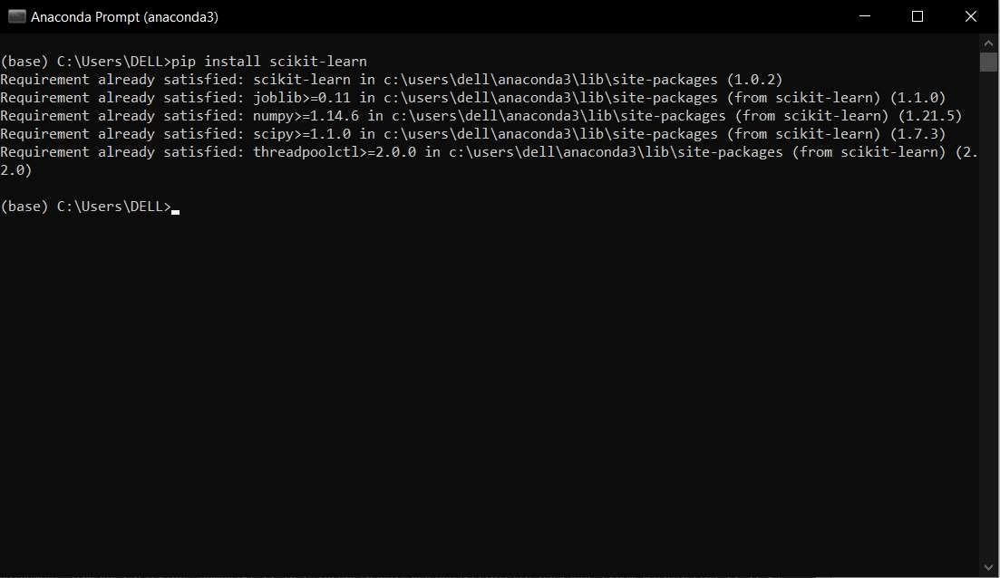 Anaconda Prompt (anaconda3)
(base) C:\Users\DELL>pip install scikit-learn
Requirement already satisfied: scikit-learn in c:\users\dell\anaconda3\lib\site-packages (1.0.2)
Requirement already satisfied: joblib>=0.11 in c:\users\dell\anaconda3\lib\site-packages (from scikit-learn) (1.1.0)
Requirement already satisfied: numpy>=1.14.6 in c:\users\dell\anaconda3\lib\site-packages (from scikit-learn) (1.21.5)
Requirement already satisfied: scipy>=1.1.0 in c:\users\dell\anaconda3\lib\site-packages (from scikit-learn) (1.7.3)
Requirement already satisfied: threadpoolctl>=2.0.0 in c:\users\dell\anaconda3\lib\site-packages (from scikit-learn) (2.
2.0)
(base) C:\Users\DELL>